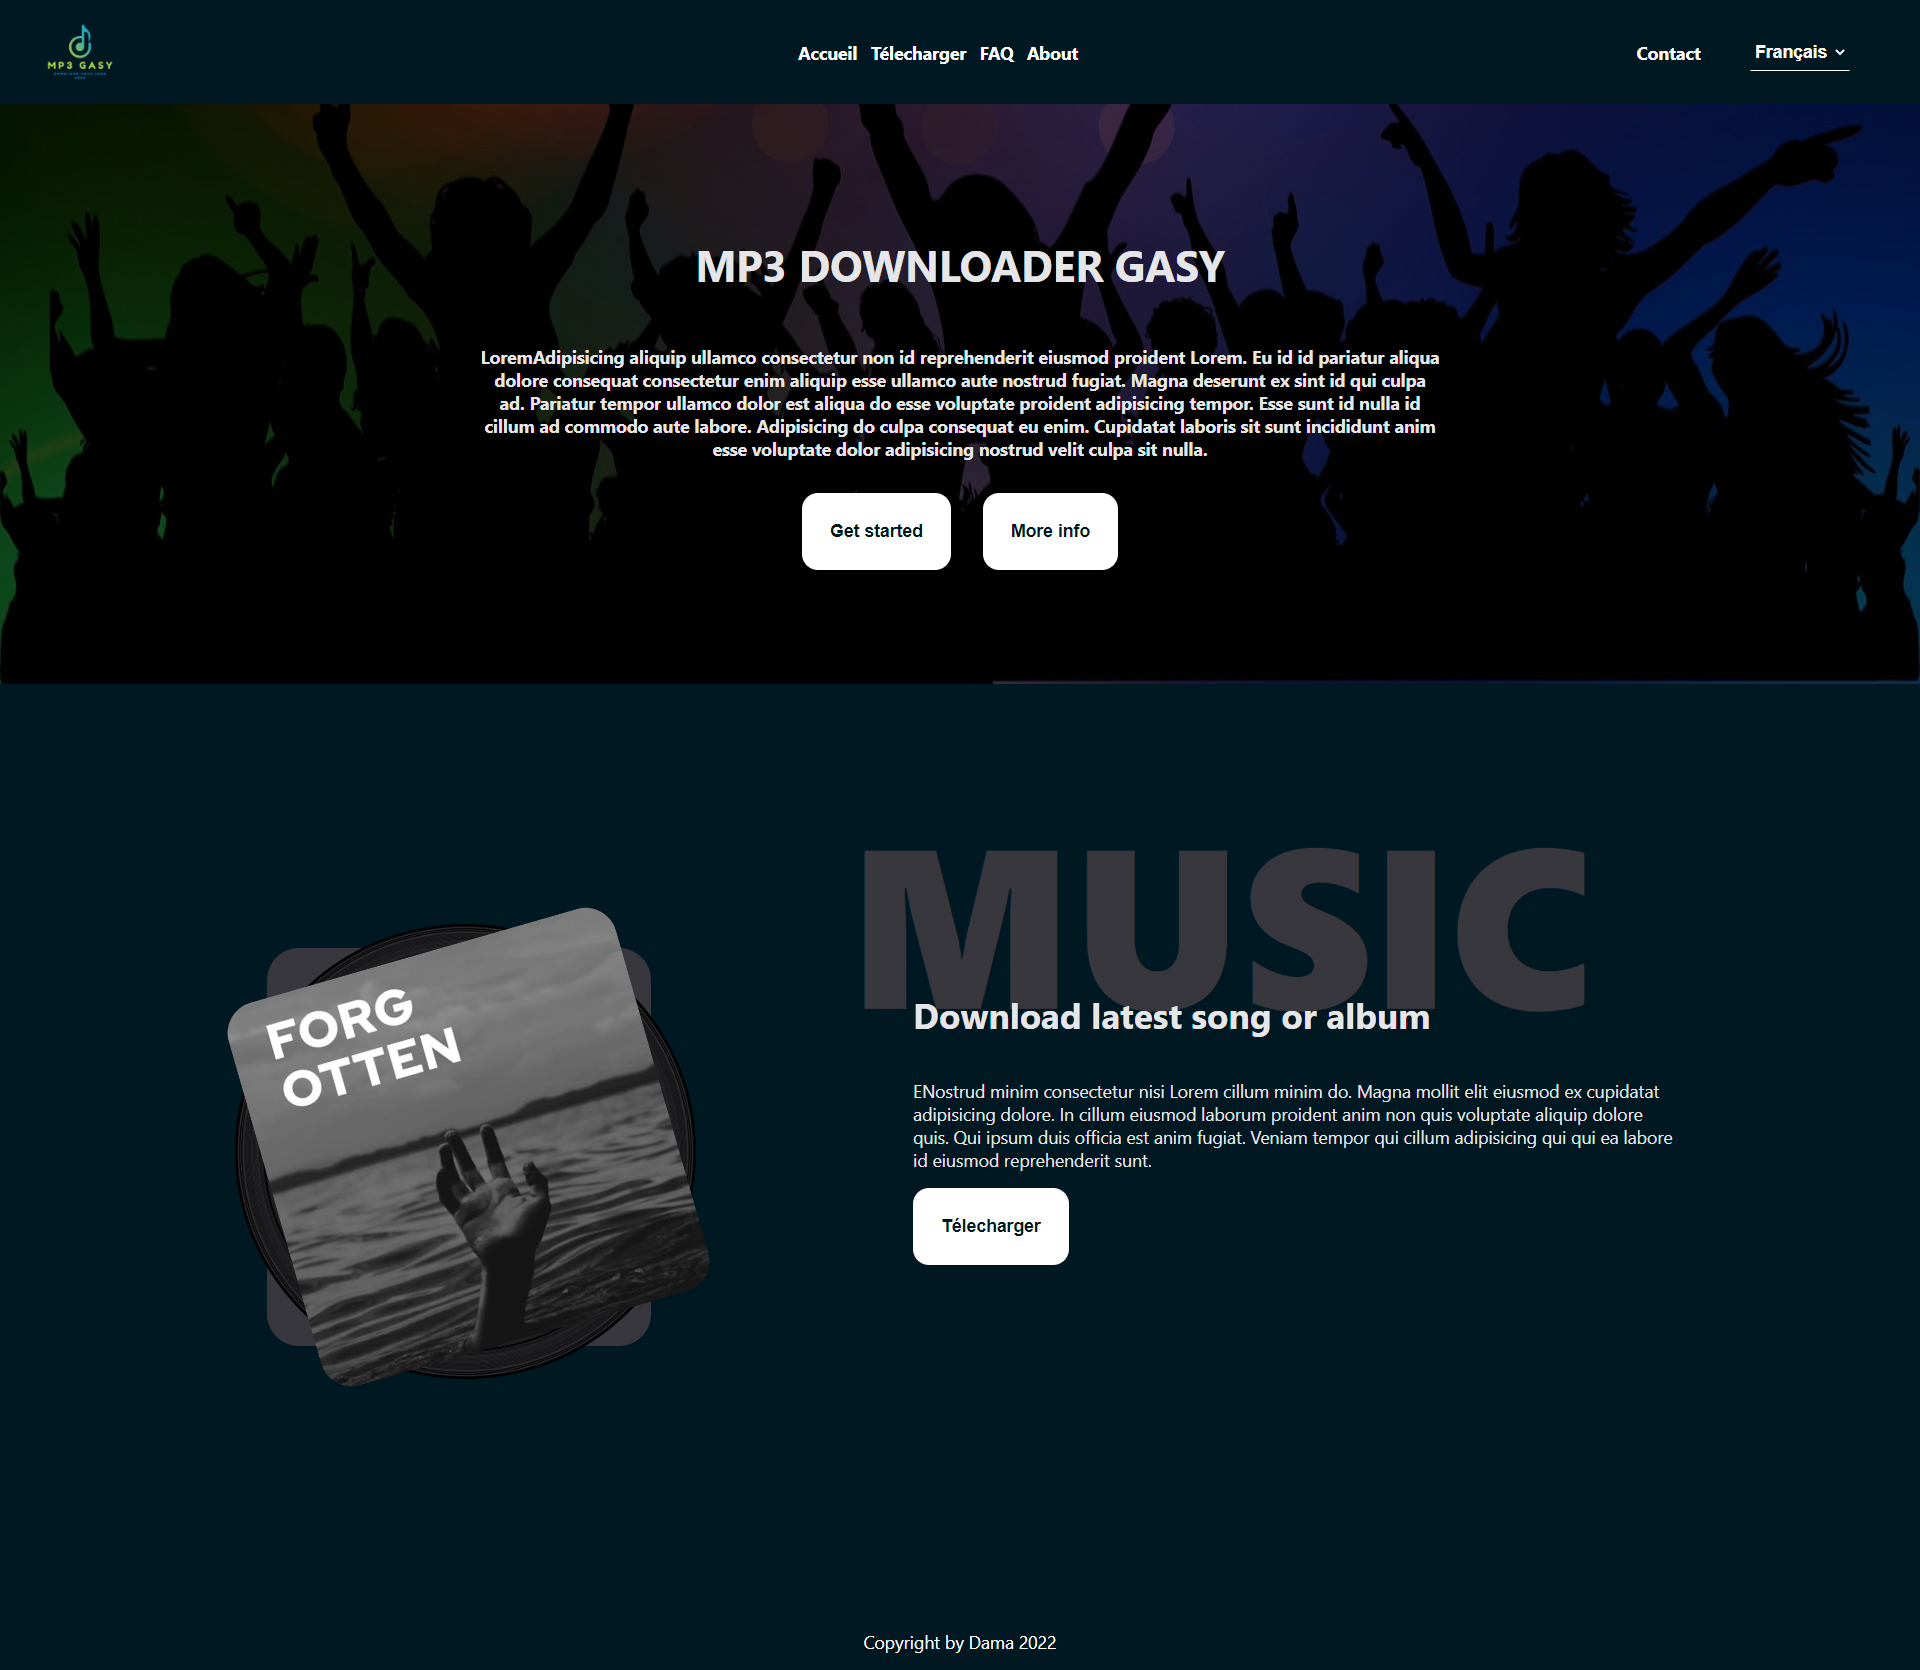 MP3 GASY
Accueil Télecharger FAQ About
Contact
Français
MP3 DOWNLOADER GASY
LoremAdipisicing aliquip ullamco consectetur non id reprehenderit eiusmod proident Lorem. Eu id id pariatur aliqua
dolore consequat consectetur enim aliquip esse ullamco aute nostrud fugiat. Magna deserunt ex sint id qui culpa
ad. Pariatur tempor ullamco dolor est aliqua do esse voluptate proident adipisicing tempor. Esse sunt id nulla id
cillum ad commodo aute labore. Adipisicing do culpa consequat eu enim. Cupidatat laboris sit sunt incididunt anim
esse voluptate dolor adipisicing nostrud velit culpa sit nulla.
Get started
More info
FORG
OTTEN
MUSIC
Download latest song or album
ENostrud minim consectetur nisi Lorem cillum minim do. Magna mollit elit eiusmod ex cupidatat
adipisicing dolore. In cillum eiusmod laborum proident anim non quis voluptate aliquip dolore
quis. Qui ipsum duis officia est anim fugiat. Veniam tempor qui cillum adipisicing qui qui ea labore
id eiusmod reprehenderit sunt.
Télecharger
Copyright by Dama 2022